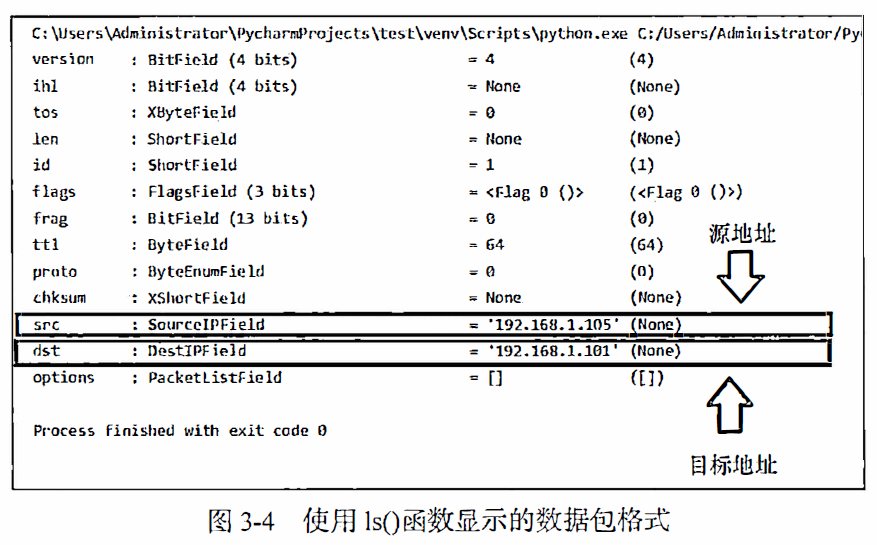 C:\Users\Administrator\PycharmProjects\test\venv\Scripts\python.exe C:/Users/Administrator/Py
version : BitField (4 bits) = 4 (4)
ihl : BitField (4 bits) = None (None)
tos : XByteField = 0 (0)
len : ShortField = None (None)
id : ShortField = 1 (1)
flags : FlagsField (3 bits) = <Flag 0 ()> (<Flag 0 ()>)
frag : BitField (13 bits) = 0 (0)
ttl : ByteField = 64 (64)
源地址
proto : ByteEnumField = 0 (0)
chksum : XShortField = None (None)
src : SourceIPField = '192.168.1.105' (None)
dst : DestIPField = '192.168.1.101' (None)
options : PacketListField = [] ([])
Process finished with exit code 0
目标地址
图 3-4 使用 ls()函数显示的数据包格式